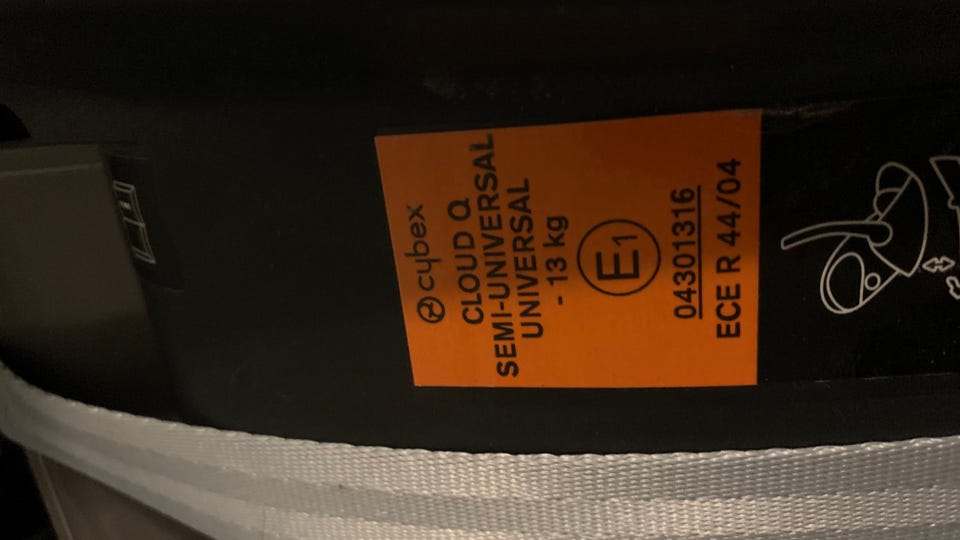 cybex
CLOUD Q
SEMI-UNIVERSAL
UNIVERSAL
- 13 kg
E1
04301316
ECE R 44/04